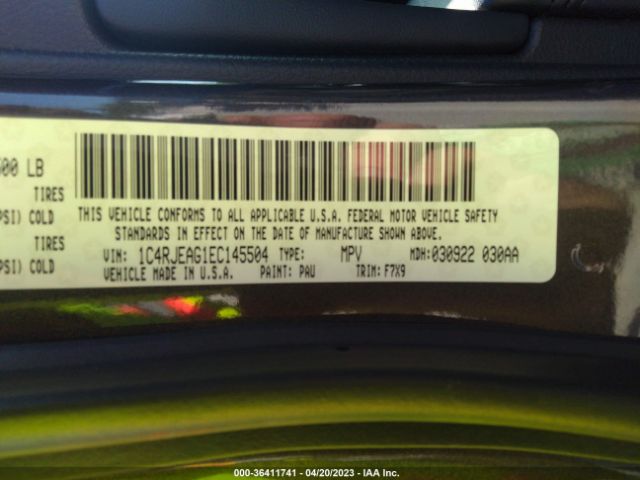 500 LB
TIRES
PSI) COLD
TIRES
PSI) COLD
THIS VEHICLE CONFORMS TO ALL APPLICABLE U.S.A. FEDERAL MOTOR VEHICLE SAFETY
STANDARDS IN EFFECT ON THE DATE OF MANUFACTURE SHOWN ABOVE.
VIN: 1C4RJEAG1EC145504 TYPE: MPV MDH:030922 030AA
VEHICLE MADE IN U.S.A. PAINT: PAU TRIM: F7X9
000-36411741 - 04/20/2023 - IAA Inc.